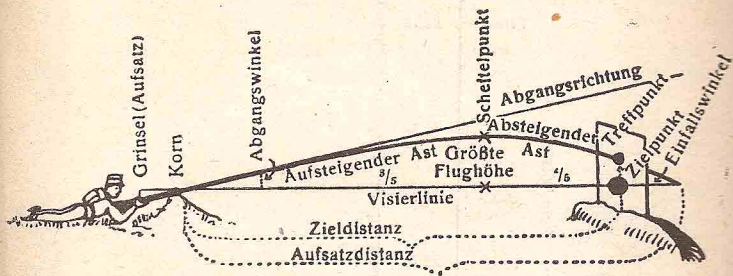 Grinsel (Aufsatz)
Korn
Abgangswinkel
Scheitelpunkt
Abgangsrichtung
Treffpunkt
Zielpunkt
Einfallswinkel
Aufsteigender Ast
3/5
Größte
Flughöhe
Absteigender
Ast
2/5
Visierlinie
Zieldistanz
Aufsatzdistanz